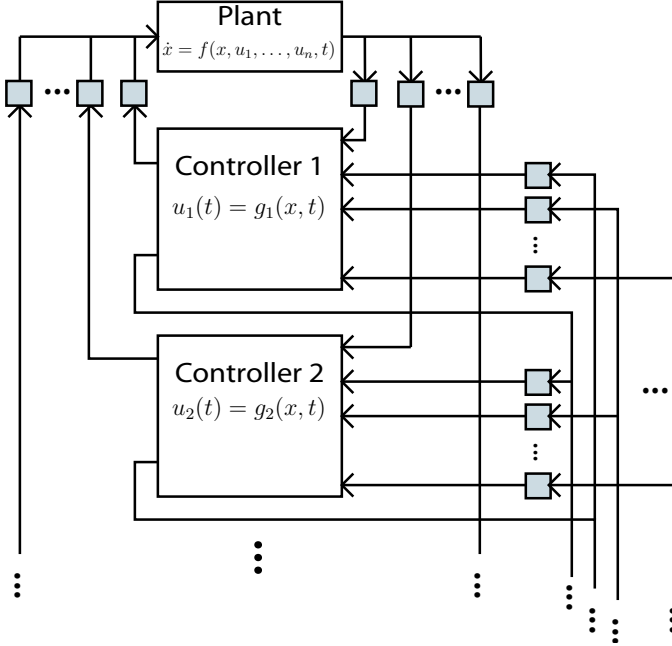 Plant
ẋ = f(x, u₁, . . . , uₙ, t)
Controller 1
u₁(t) = g₁(x, t)
Controller 2
u₂(t) = g₂(x, t)